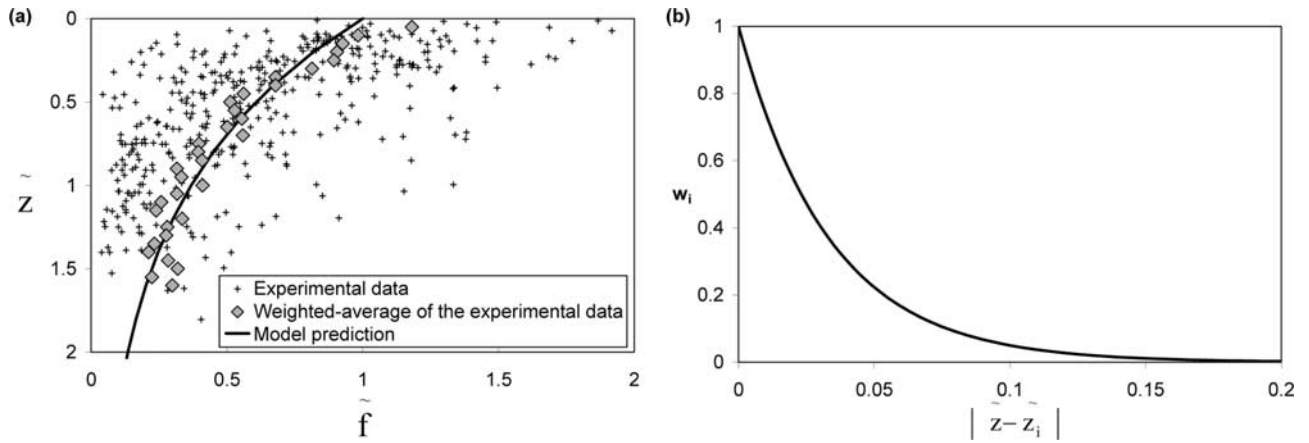 (a)
0
0.5
1
1.5
2
z̃
0 0.5 1 1.5 2
f̃
Experimental data
Weighted-average of the experimental data
Model prediction
(b)
1
0.8
0.6
0.4
0.2
0
wᵢ
0 0.05 0.1 0.15 0.2
| z̃ − z̃ᵢ |